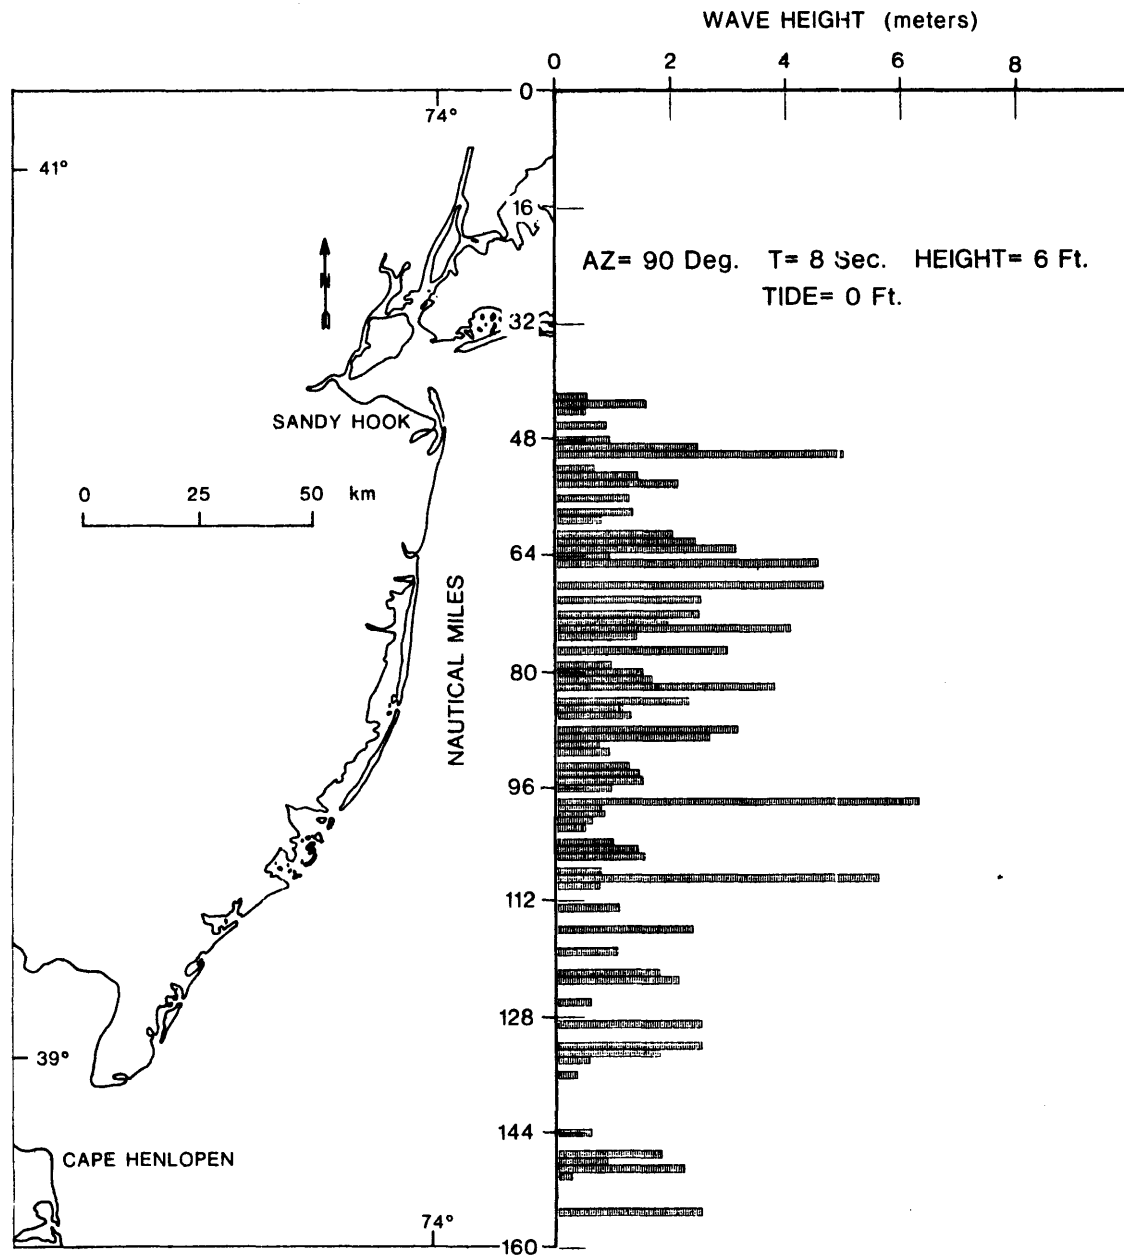 WAVE HEIGHT (meters)
0 2 4 6 8
0
74°
41°
16
AZ= 90 Deg. T= 8 Sec. HEIGHT= 6 Ft.
TIDE= 0 Ft.
N
32
SANDY HOOK
48
0 25 50 km
64
NAUTICAL MILES
80
96
112
128
39°
144
CAPE HENLOPEN
74°
160